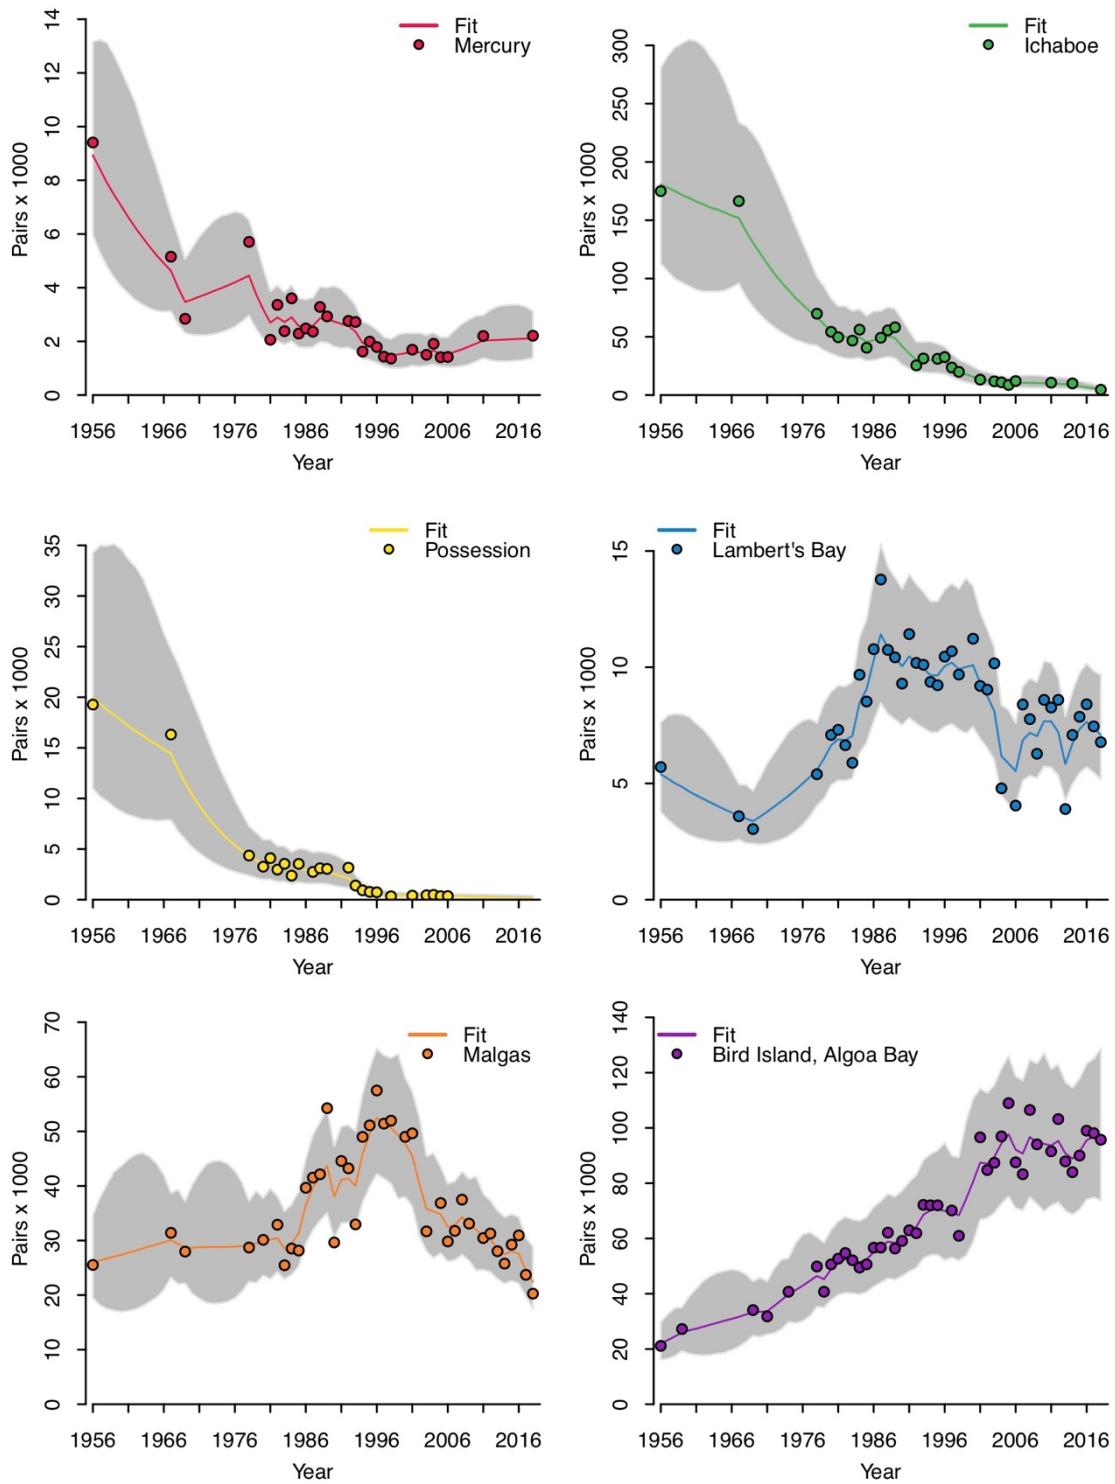 Fit
Mercury
14
12
10
8
6
4
2
0
Pairs x 1000
1956 1966 1976 1986 1996 2006 2016
Year
Fit
Ichaboe
300
250
200
150
100
50
0
Pairs x 1000
1956 1966 1976 1986 1996 2006 2016
Year
Fit
Possession
35
30
25
20
15
10
5
0
Pairs x 1000
1956 1966 1976 1986 1996 2006 2016
Year
Fit
Lambert's Bay
15
10
5
0
Pairs x 1000
1956 1966 1976 1986 1996 2006 2016
Year
Fit
Malgas
70
60
50
40
30
20
10
0
Pairs x 1000
1956 1966 1976 1986 1996 2006 2016
Year
Fit
Bird Island, Algoa Bay
140
120
100
80
60
40
20
0
Pairs x 1000
1956 1966 1976 1986 1996 2006 2016
Year